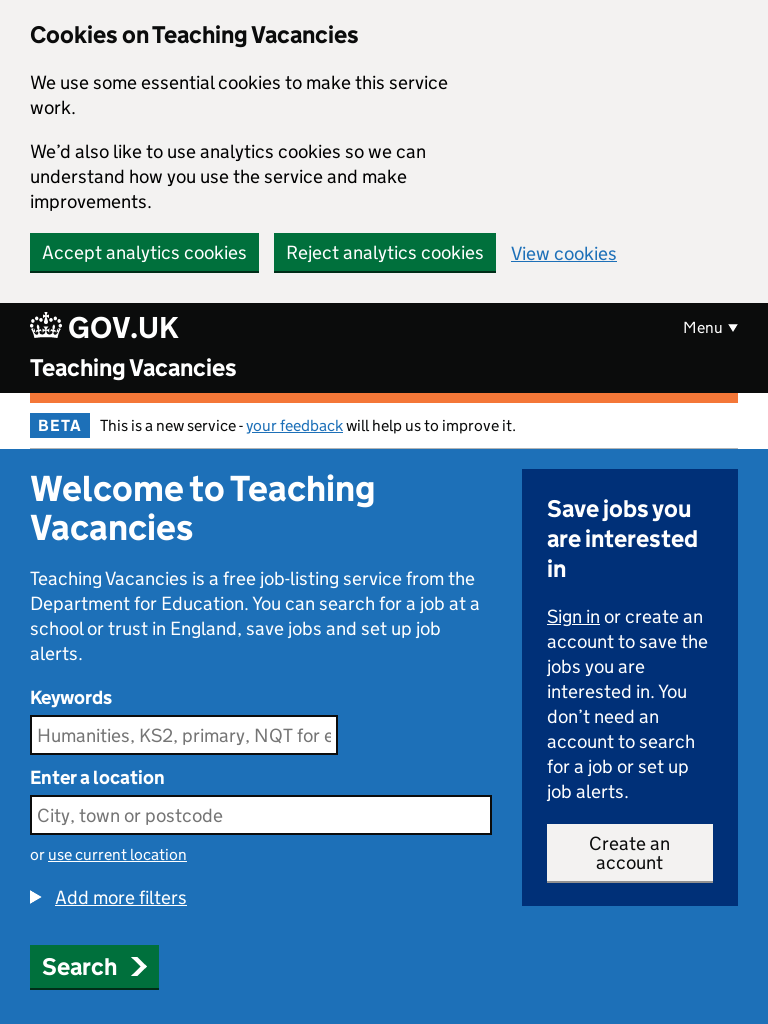 Cookies on Teaching Vacancies
We use some essential cookies to make this service
work.
We’d also like to use analytics cookies so we can
understand how you use the service and make
improvements.
Accept analytics cookies
Reject analytics cookies
View cookies
GOV.UK
Menu
Teaching Vacancies
BETA
This is a new service - your feedback will help us to improve it.
Welcome to Teaching
Vacancies
Teaching Vacancies is a free job-listing service from the
Department for Education. You can search for a job at a
school or trust in England, save jobs and set up job
alerts.
Keywords
Humanities, KS2, primary, NQT for
Enter a location
City, town or postcode
or use current location
Add more filters
Search
Save jobs you
are interested
in
Sign in or create an
account to save the
jobs you are
interested in. You
don’t need an
account to search
for a job or set up
job alerts.
Create an
account